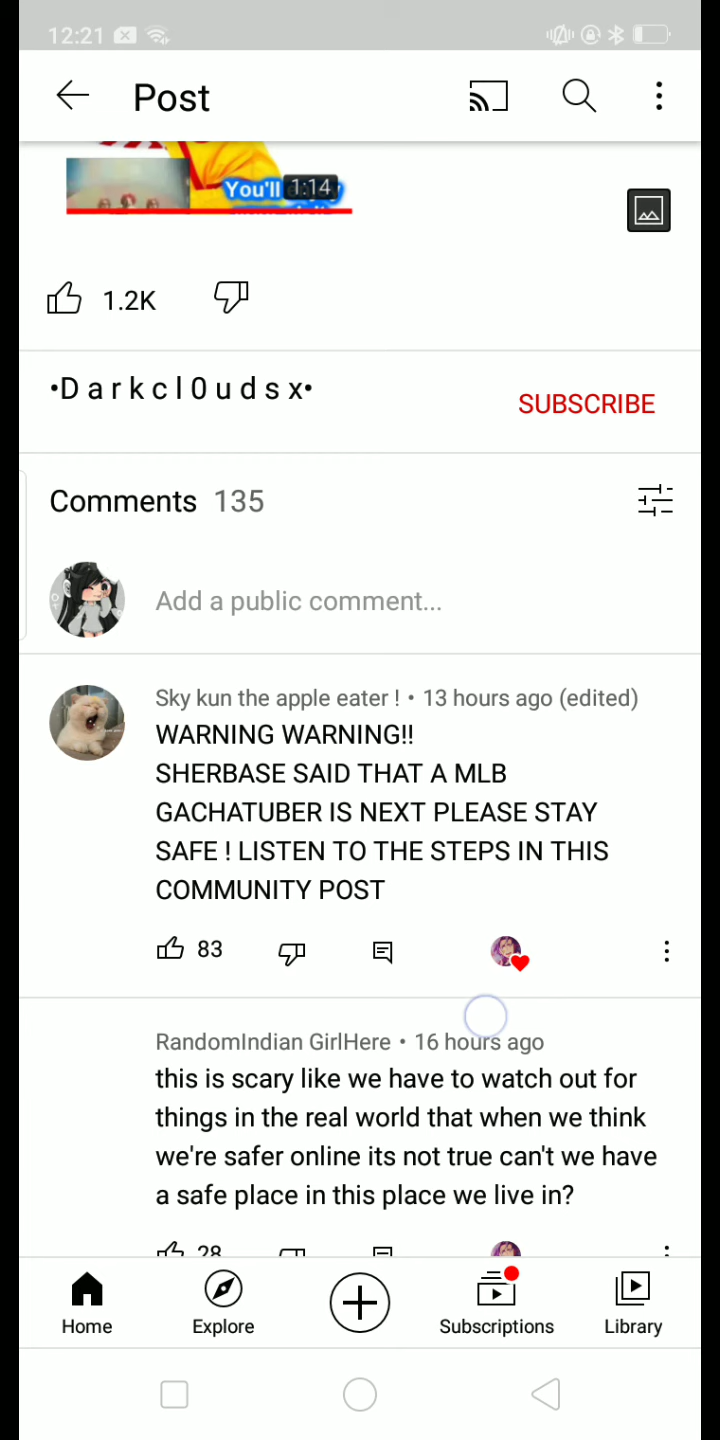 12:21
Post
You'll
1:14
1.2K
•D a r k c l 0 u d s x•
SUBSCRIBE
Comments 135
Add a public comment...
Sky kun the apple eater ! • 13 hours ago (edited)
WARNING WARNING!!
SHERBASE SAID THAT A MLB
GACHATUBER IS NEXT PLEASE STAY
SAFE ! LISTEN TO THE STEPS IN THIS
COMMUNITY POST
83
RandomIndian GirlHere • 16 hours ago
this is scary like we have to watch out for
things in the real world that when we think
we're safer online its not true can't we have
a safe place in this place we live in?
28
Home
Explore
Subscriptions
Library